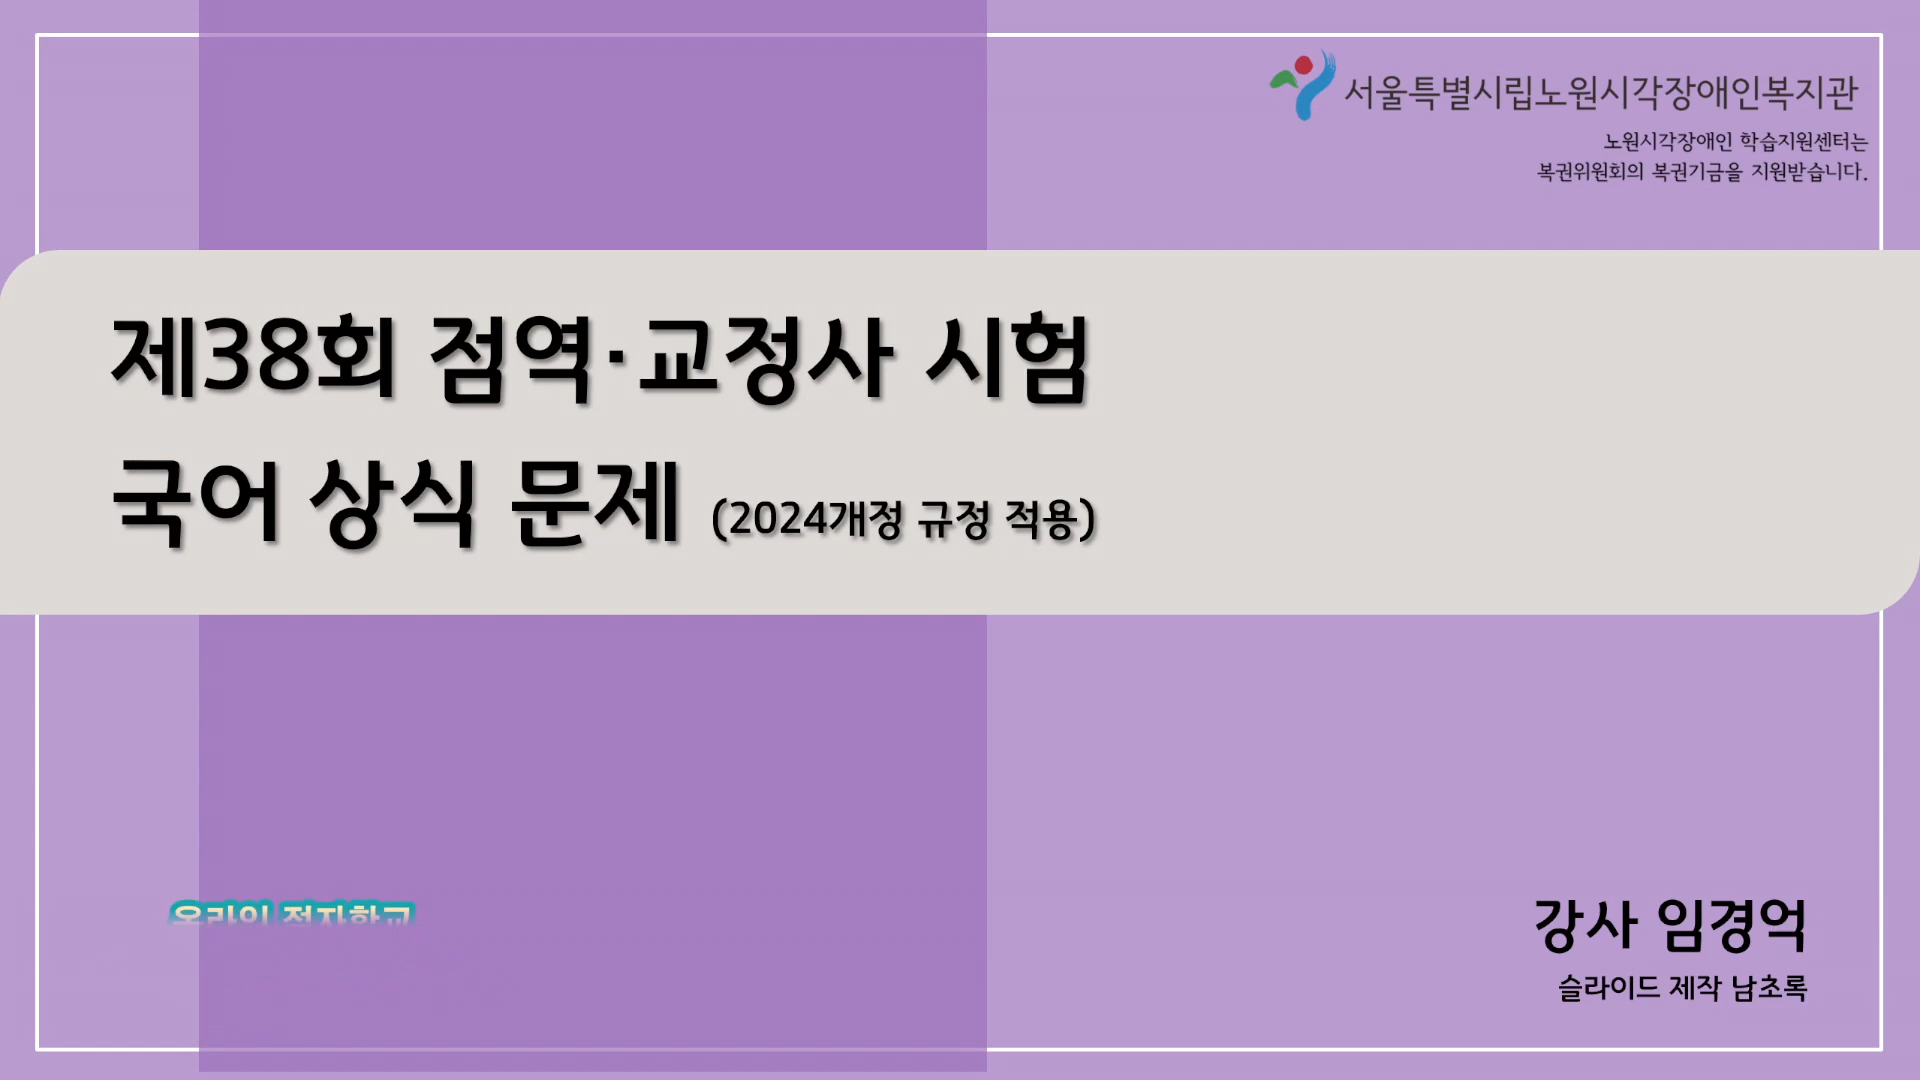 서울특별시립노원시각장애인복지관
노원시각장애인 학습지원센터는
복권위원회의 복권기금을 지원받습니다.
제38회 점역·교정사 시험
국어 상식 문제 (2024개정 규정 적용)
강사 임경억
슬라이드 제작 남초록